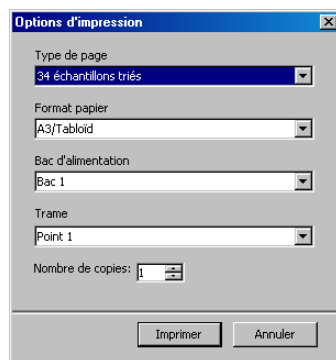 Options d'impression
Type de page
34 échantillons triés
Format papier
A3/Tabloïd
Bac d'alimentation
Bac 1
Trame
Point 1
Nombre de copies: 1
Imprimer Annuler